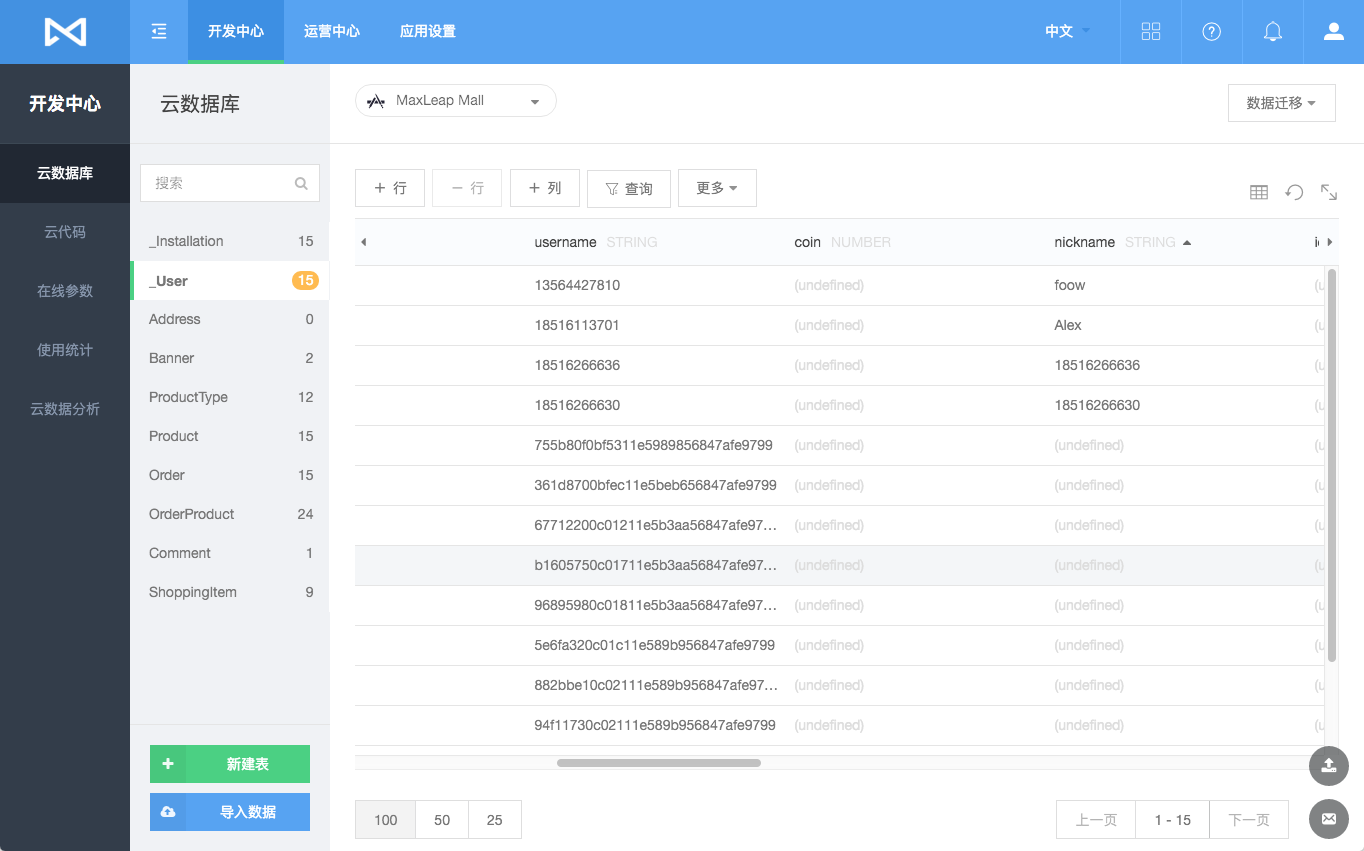 开发中心 运营中心 应用设置 中文
开发中心
云数据库
云代码
在线参数
使用统计
云数据分析
云数据库
搜索
_Installation 15
_User 15
Address 0
Banner 2
ProductType 12
Product 15
Order 15
OrderProduct 24
Comment 1
ShoppingItem 9
新建表
导入数据
MaxLeap Mall
数据迁移
+ 行 − 行 + 列 查询 更多
username STRING coin NUMBER nickname STRING
13564427810 (undefined) foow
18516113701 (undefined) Alex
18516266636 (undefined) 18516266636
18516266630 (undefined) 18516266630
755b80f0bf5311e5989856847afe9799 (undefined) (undefined)
361d8700bfec11e5beb656847afe9799 (undefined) (undefined)
67712200c01211e5b3aa56847afe97... (undefined) (undefined)
b1605750c01711e5b3aa56847afe97... (undefined) (undefined)
96895980c01811e5b3aa56847afe97... (undefined) (undefined)
5e6fa320c01c11e589b956847afe9799 (undefined) (undefined)
882bbe10c02111e589b956847afe97... (undefined) (undefined)
94f11730c02111e589b956847afe9799 (undefined) (undefined)
100 50 25
上一页 1 - 15 下一页